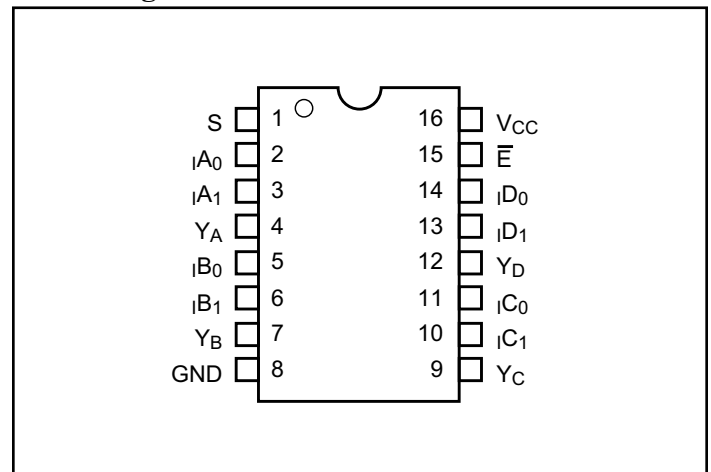 S 1 16 VCC
IA0 2 15 E̅
IA1 3 14 ID0
YA 4 13 ID1
IB0 5 12 YD
IB1 6 11 IC0
YB 7 10 IC1
GND 8 9 YC